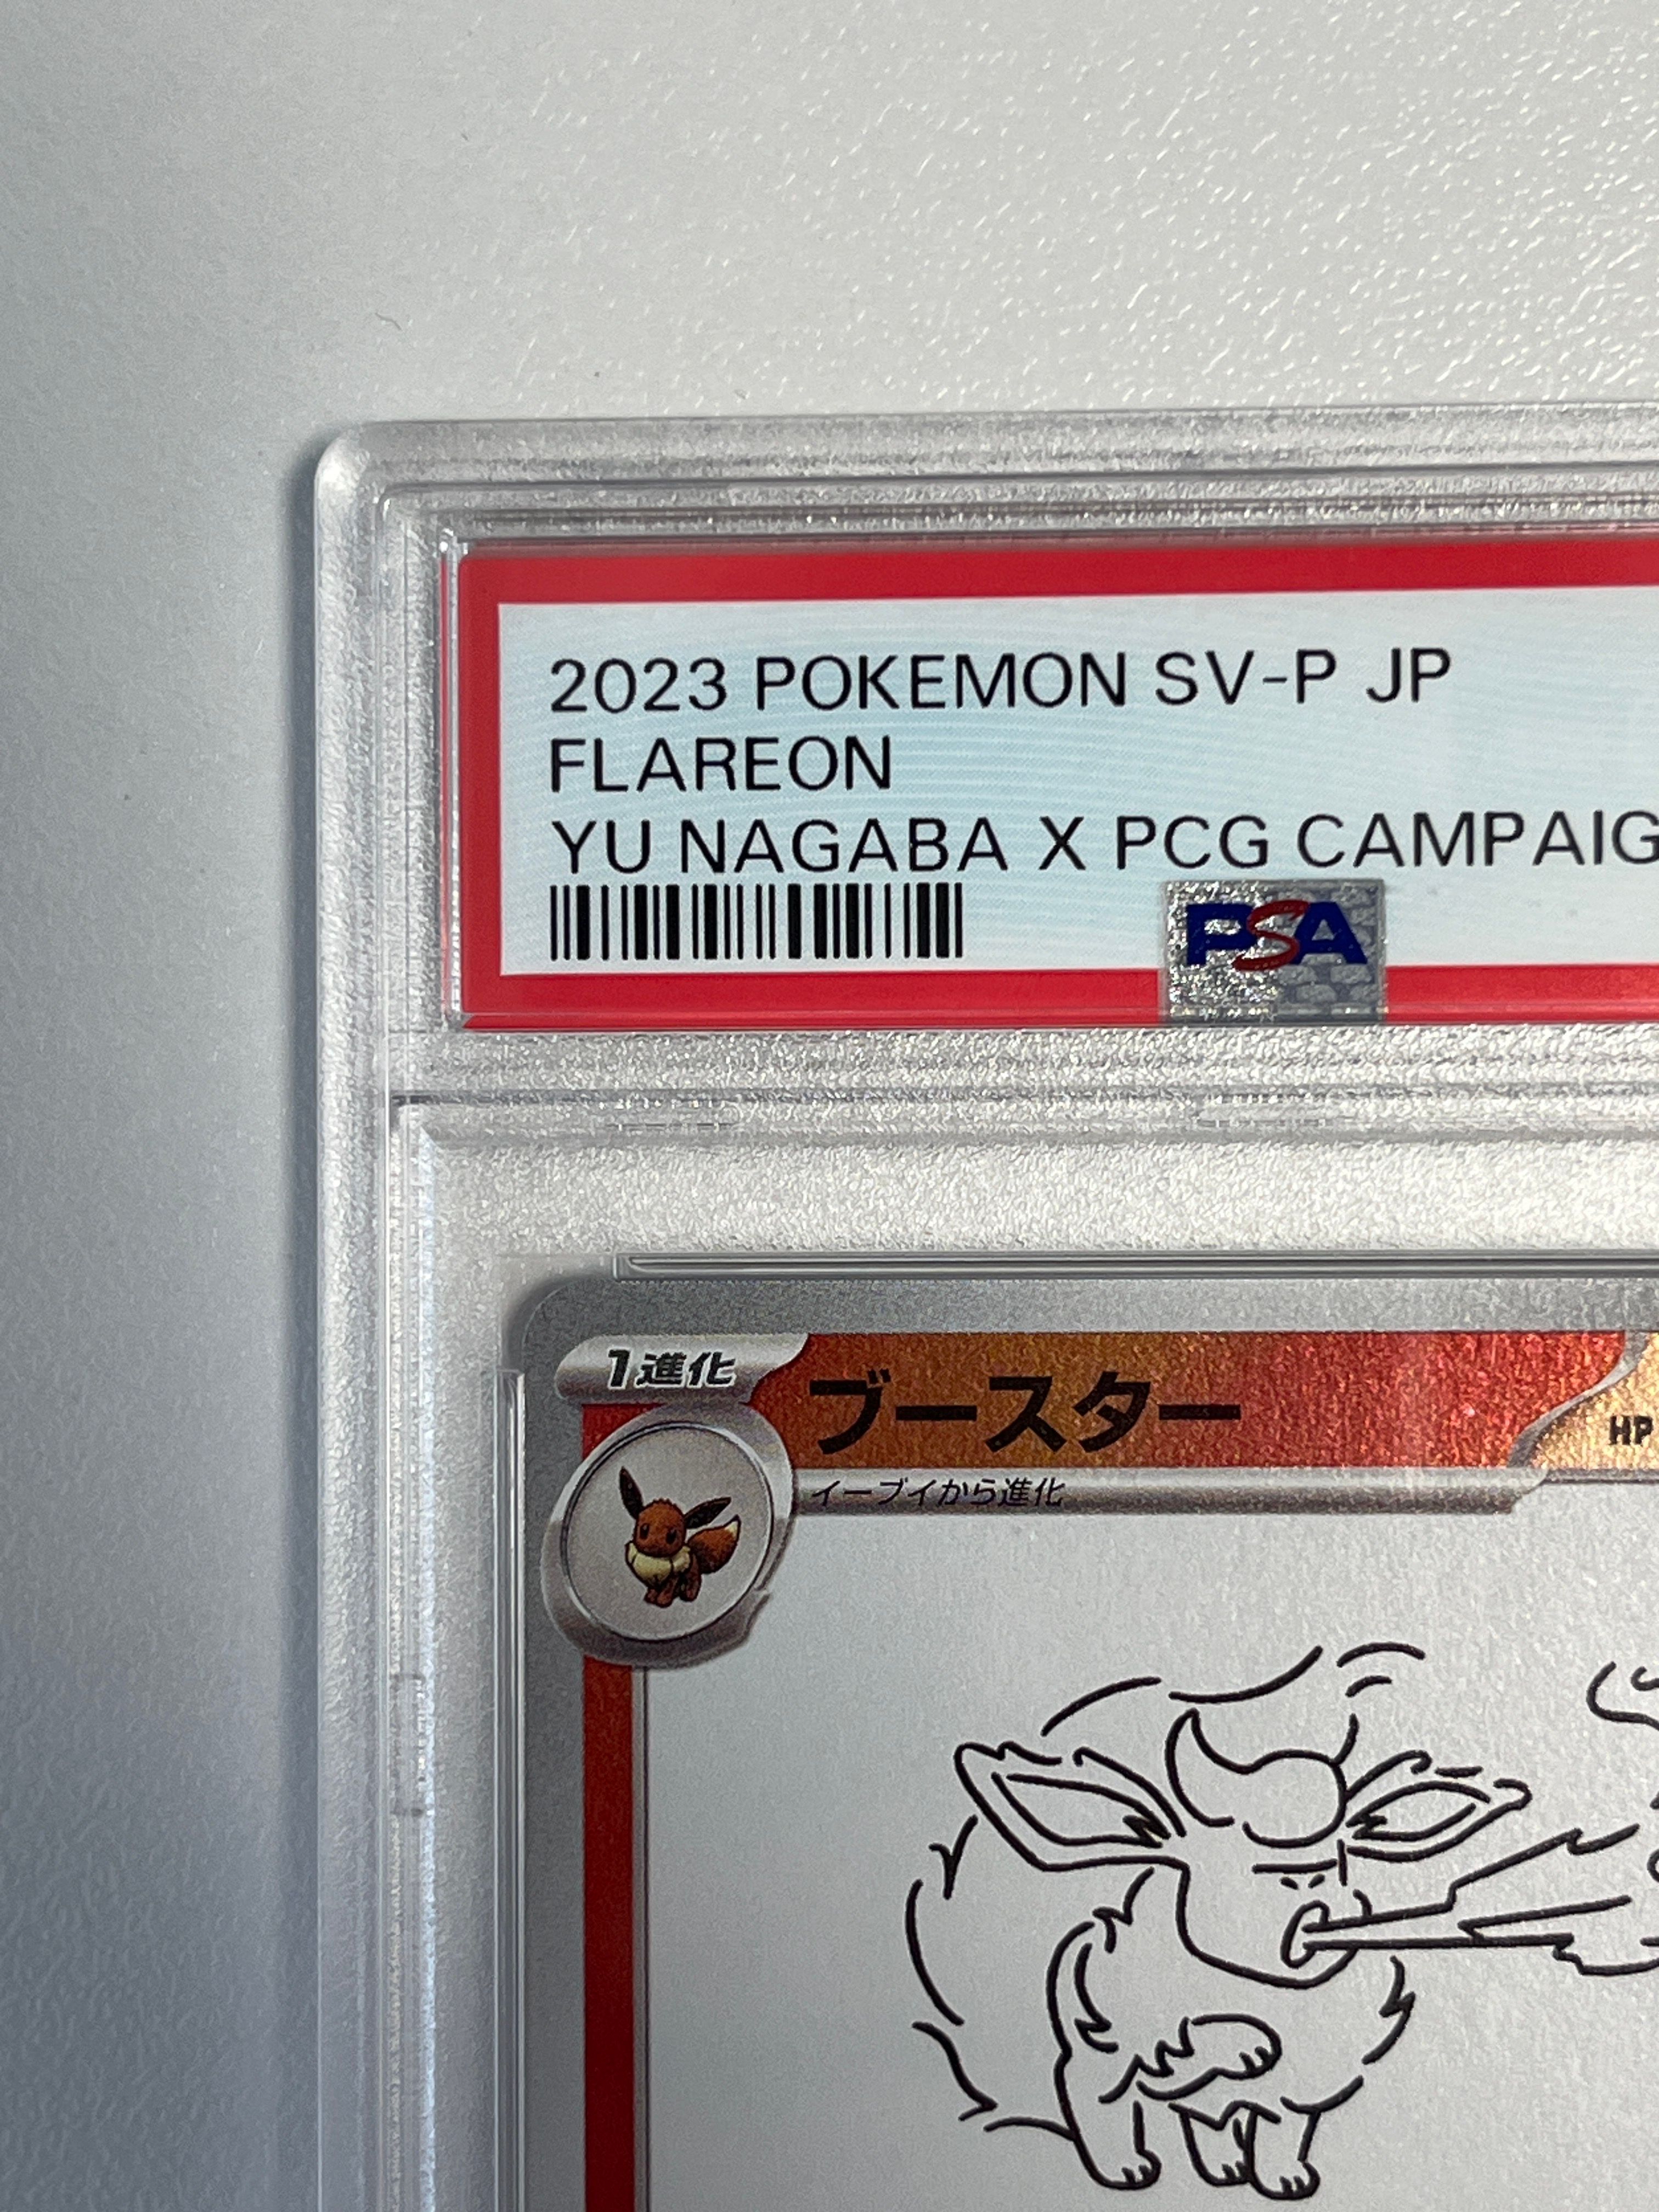 2023 POKEMON SV-P JP
FLAREON
YU NAGABA X PCG CAMPAIG
PSA
1進化
ブースター
HP
イーブイから進化